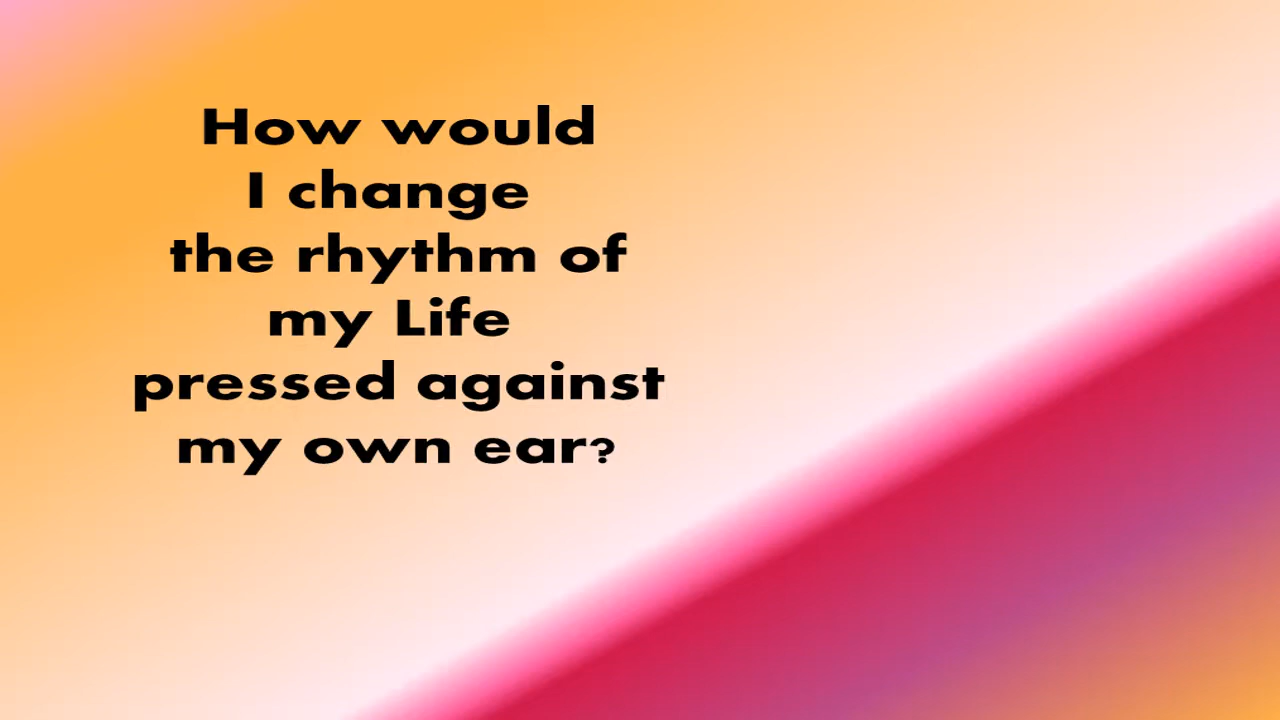 How would
I change
the rhythm of
my Life
pressed against
my own ear?